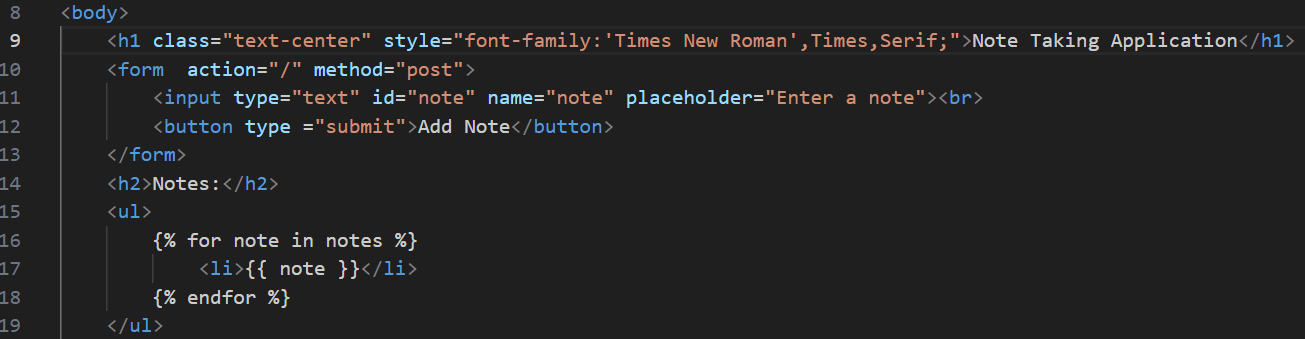 8 <body>
9 <h1 class="text-center" style="font-family:'Times New Roman',Times,Serif;">Note Taking Application</h1>
10 <form  action="/" method="post">
11 <input type="text" id="note" name="note" placeholder="Enter a note"><br>
12 <button type ="submit">Add Note</button>
13 </form>
14 <h2>Notes:</h2>
15 <ul>
16 {% for note in notes %}
17 <li>{{ note }}</li>
18 {% endfor %}
19 </ul>